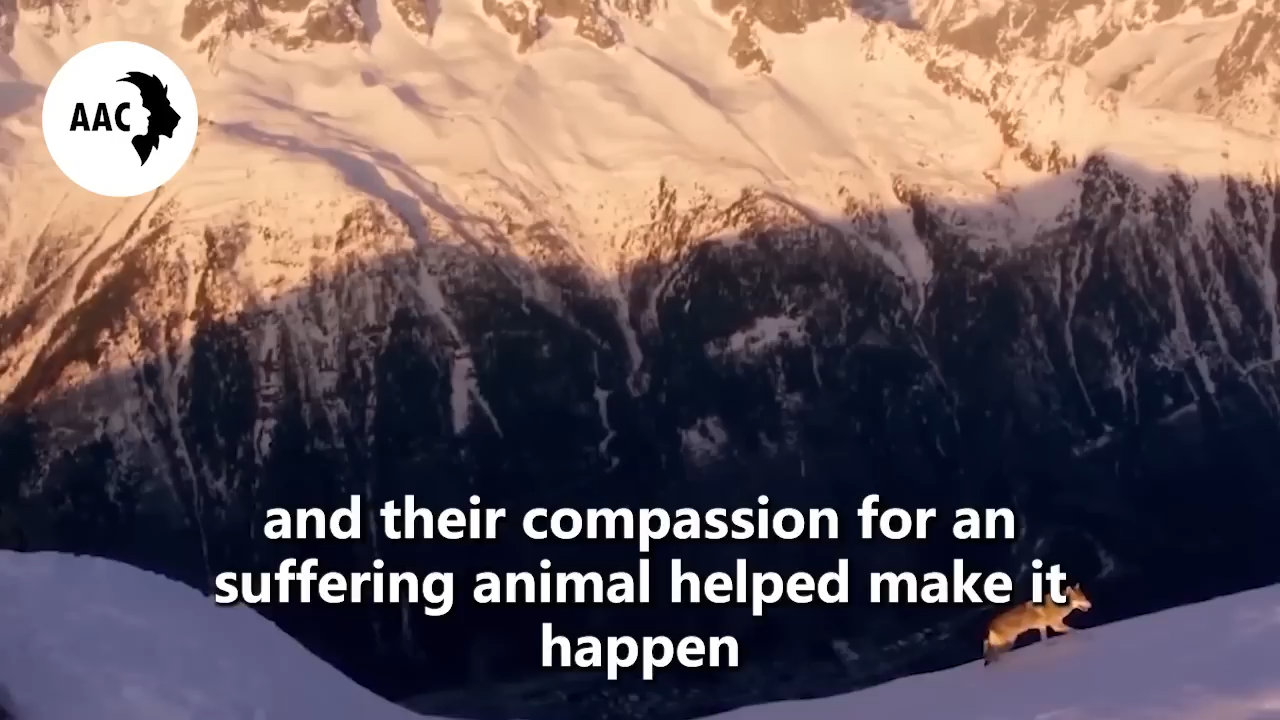 AAC
and their compassion for an
suffering animal helped make it
happen